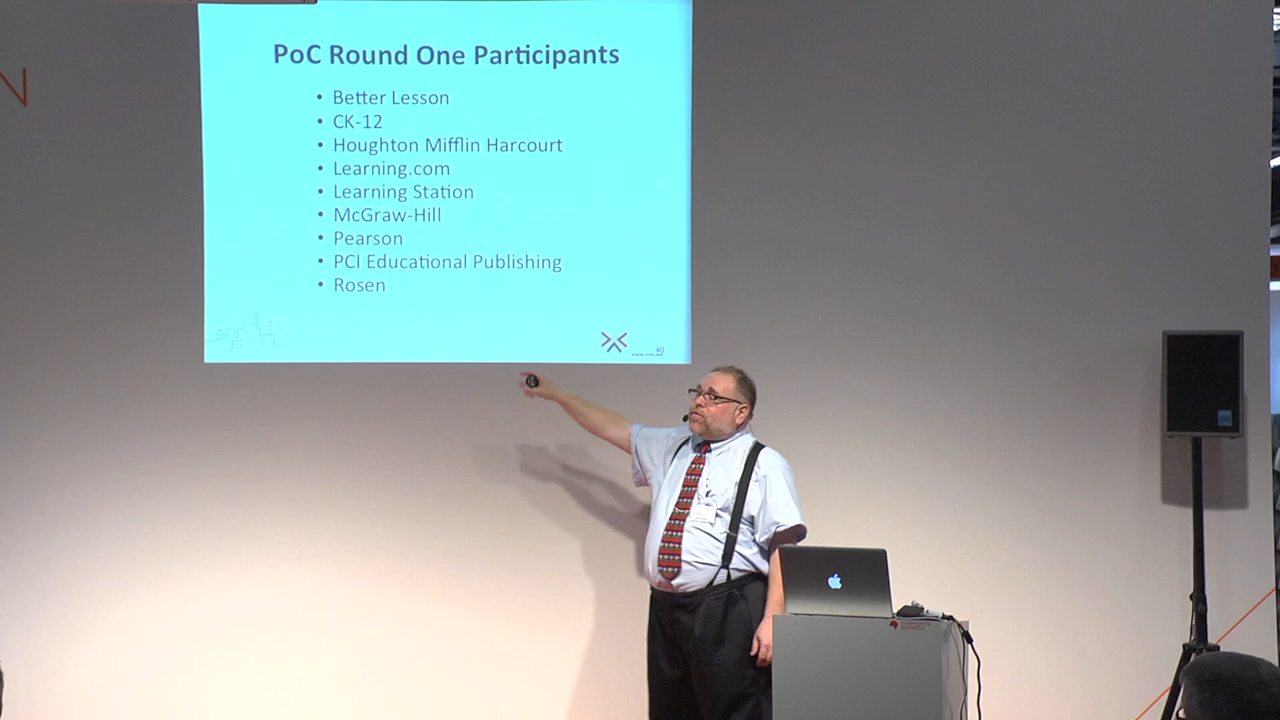 PoC Round One Participants
• Better Lesson
• CK-12
• Houghton Mifflin Harcourt
• Learning.com
• Learning Station
• McGraw-Hill
• Pearson
• PCI Educational Publishing
• Rosen
40
N